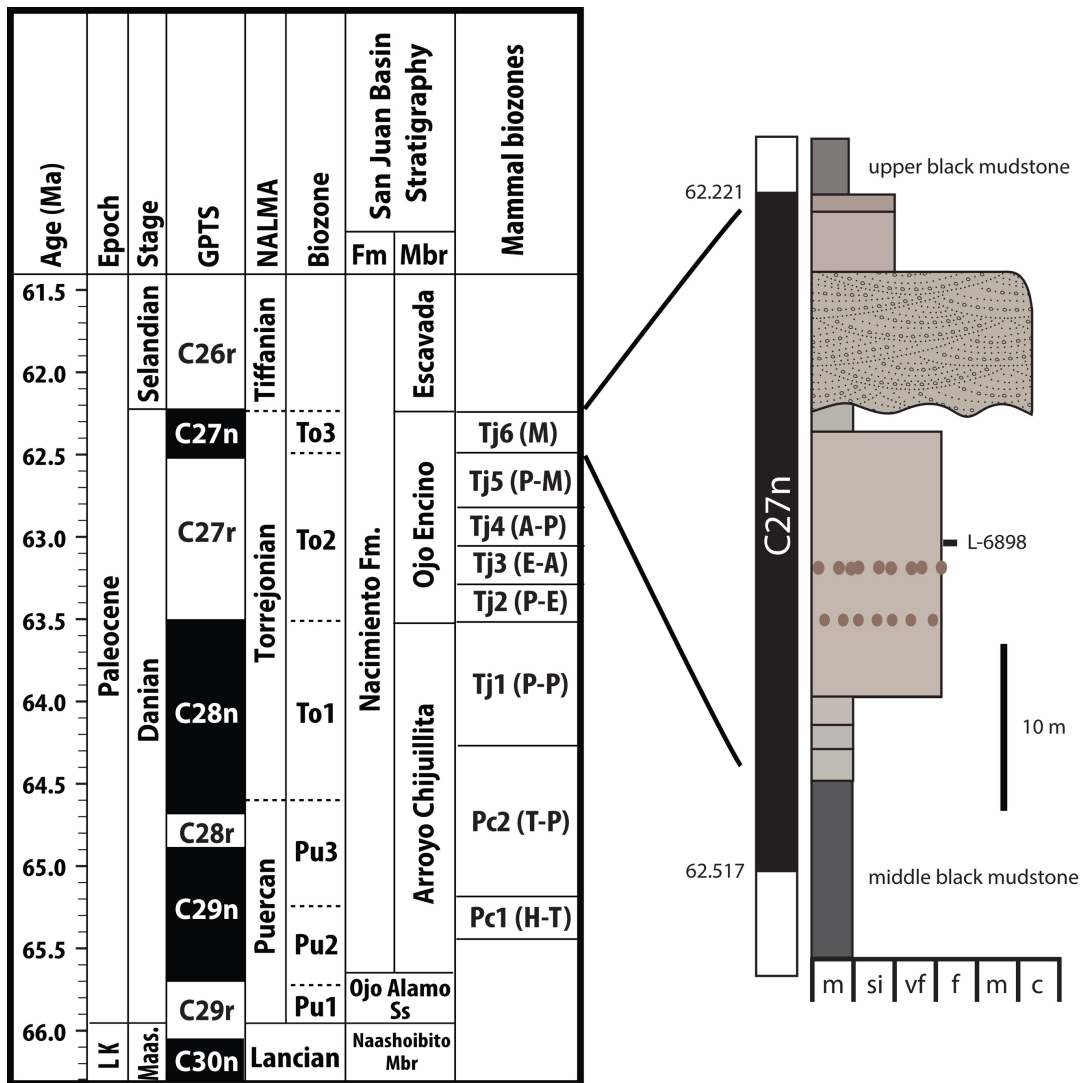 Age (Ma)
Epoch
Stage
GPTS
NALMA
Biozone
San Juan Basin
Stratigraphy
Fm
Mbr
Mammal biozones
61.5
62.0
62.5
63.0
63.5
64.0
64.5
65.0
65.5
66.0
Paleocene
L K
Selandian
Danian
Maas.
C26r
C27n
C27r
C28n
C28r
C29n
C29r
C30n
Tiffanian
Torrejonian
Puercan
Lancian
To3
To2
To1
Pu3
Pu2
Pu1
Nacimiento Fm.
Escavada
Ojo Encino
Arroyo Chijuillita
Ojo Alamo
Ss
Naashoibito
Mbr
Tj6 (M)
Tj5 (P-M)
Tj4 (A-P)
Tj3 (E-A)
Tj2 (P-E)
Tj1 (P-P)
Pc2 (T-P)
Pc1 (H-T)
62.221
C27n
62.517
upper black mudstone
L-6898
10 m
middle black mudstone
m si vf f m c